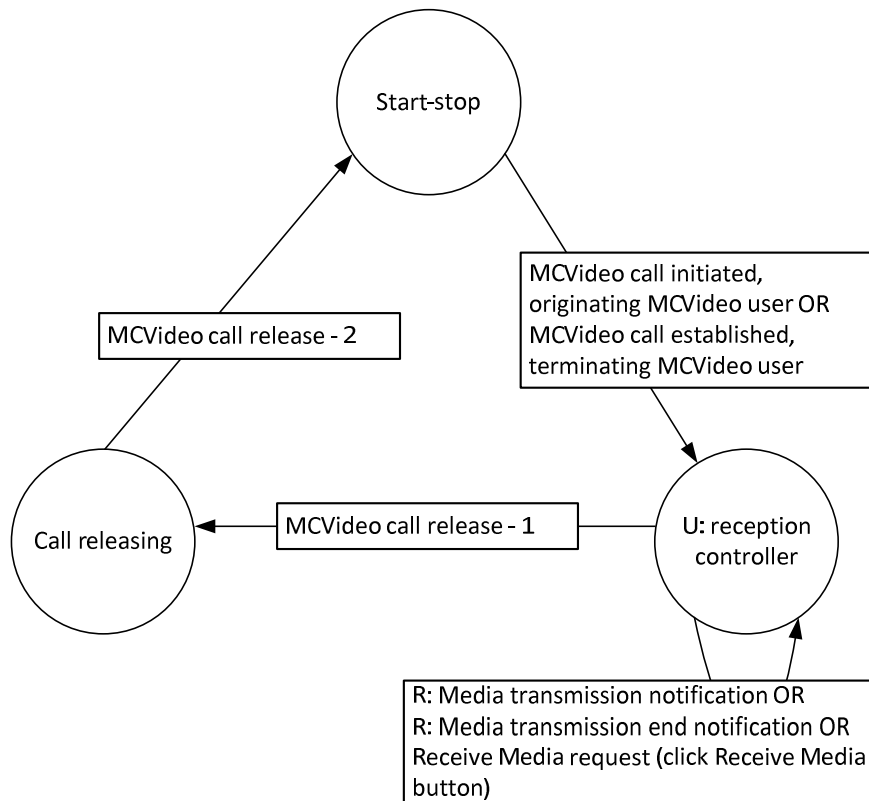 Start-stop
MCVideo call initiated,
originating MCVideo user OR
MCVideo call established,
terminating MCVideo user
MCVideo call release - 2
MCVideo call release - 1
Call releasing
U: reception
controller
R: Media transmission notification OR
R: Media transmission end notification OR
Receive Media request (click Receive Media
button)